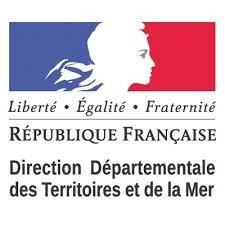 Liberté • Égalité • Fraternité
RÉPUBLIQUE FRANÇAISE
Direction Départementale
des Territoires et de la Mer